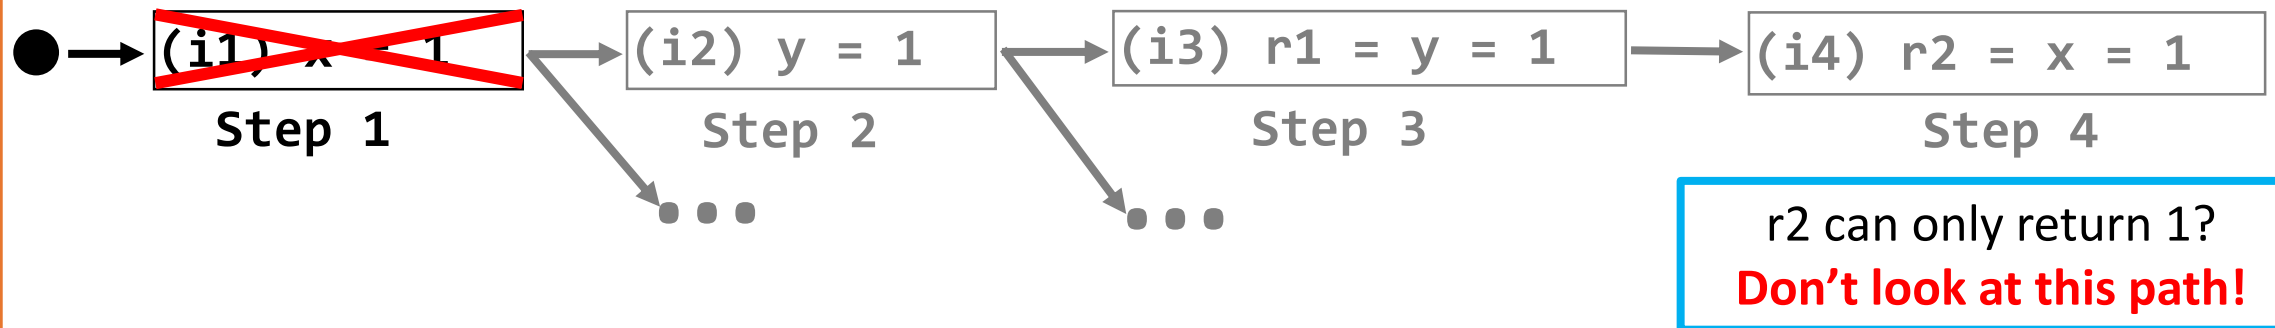 (i1) x = 1
(i2) y = 1
(i3) r1 = y = 1
(i4) r2 = x = 1
Step 1
Step 2
Step 3
Step 4
...
...
r2 can only return 1?
Don't look at this path!